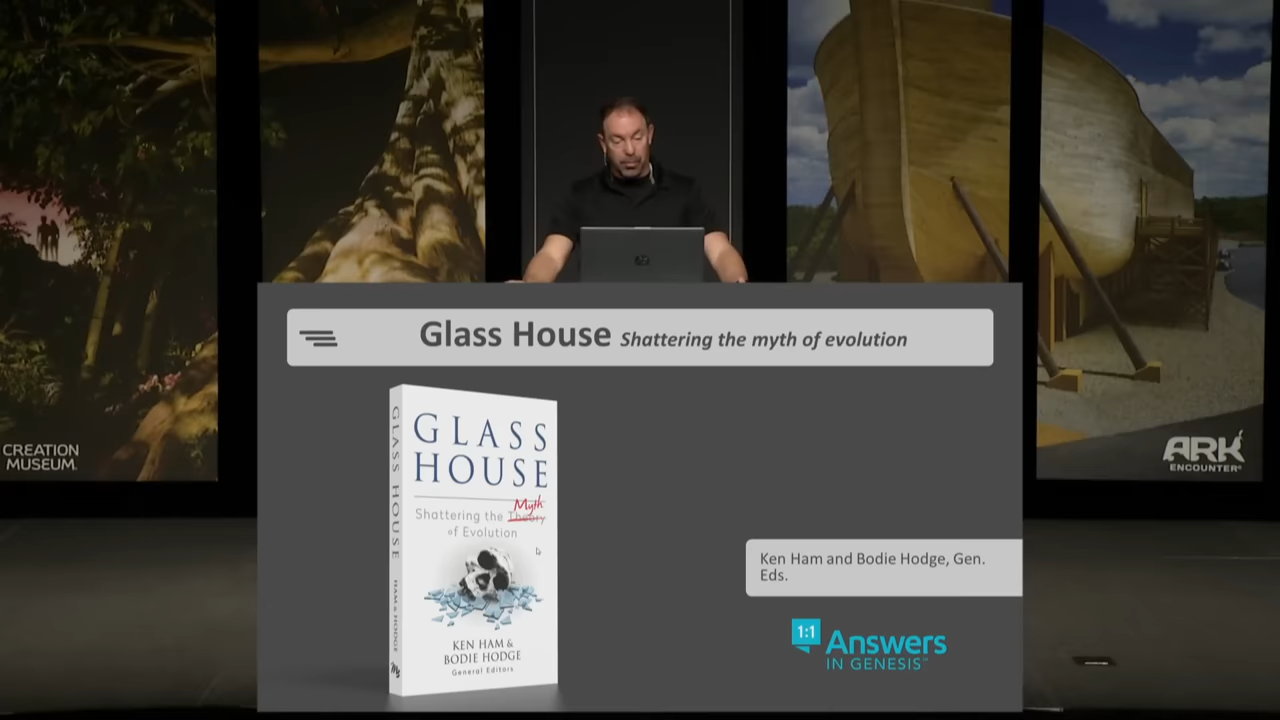 Glass House Shattering the myth of evolution
GLASS HOUSE HAM & HODGE
GLASS
HOUSE
Myth
Shattering the Theory
of Evolution
KEN HAM &
BODIE HODGE
General Editors
Ken Ham and Bodie Hodge, Gen.
Eds.
1:1 Answers
IN GENESIS™
CREATION
MUSEUM
ARK
ENCOUNTER®
hp